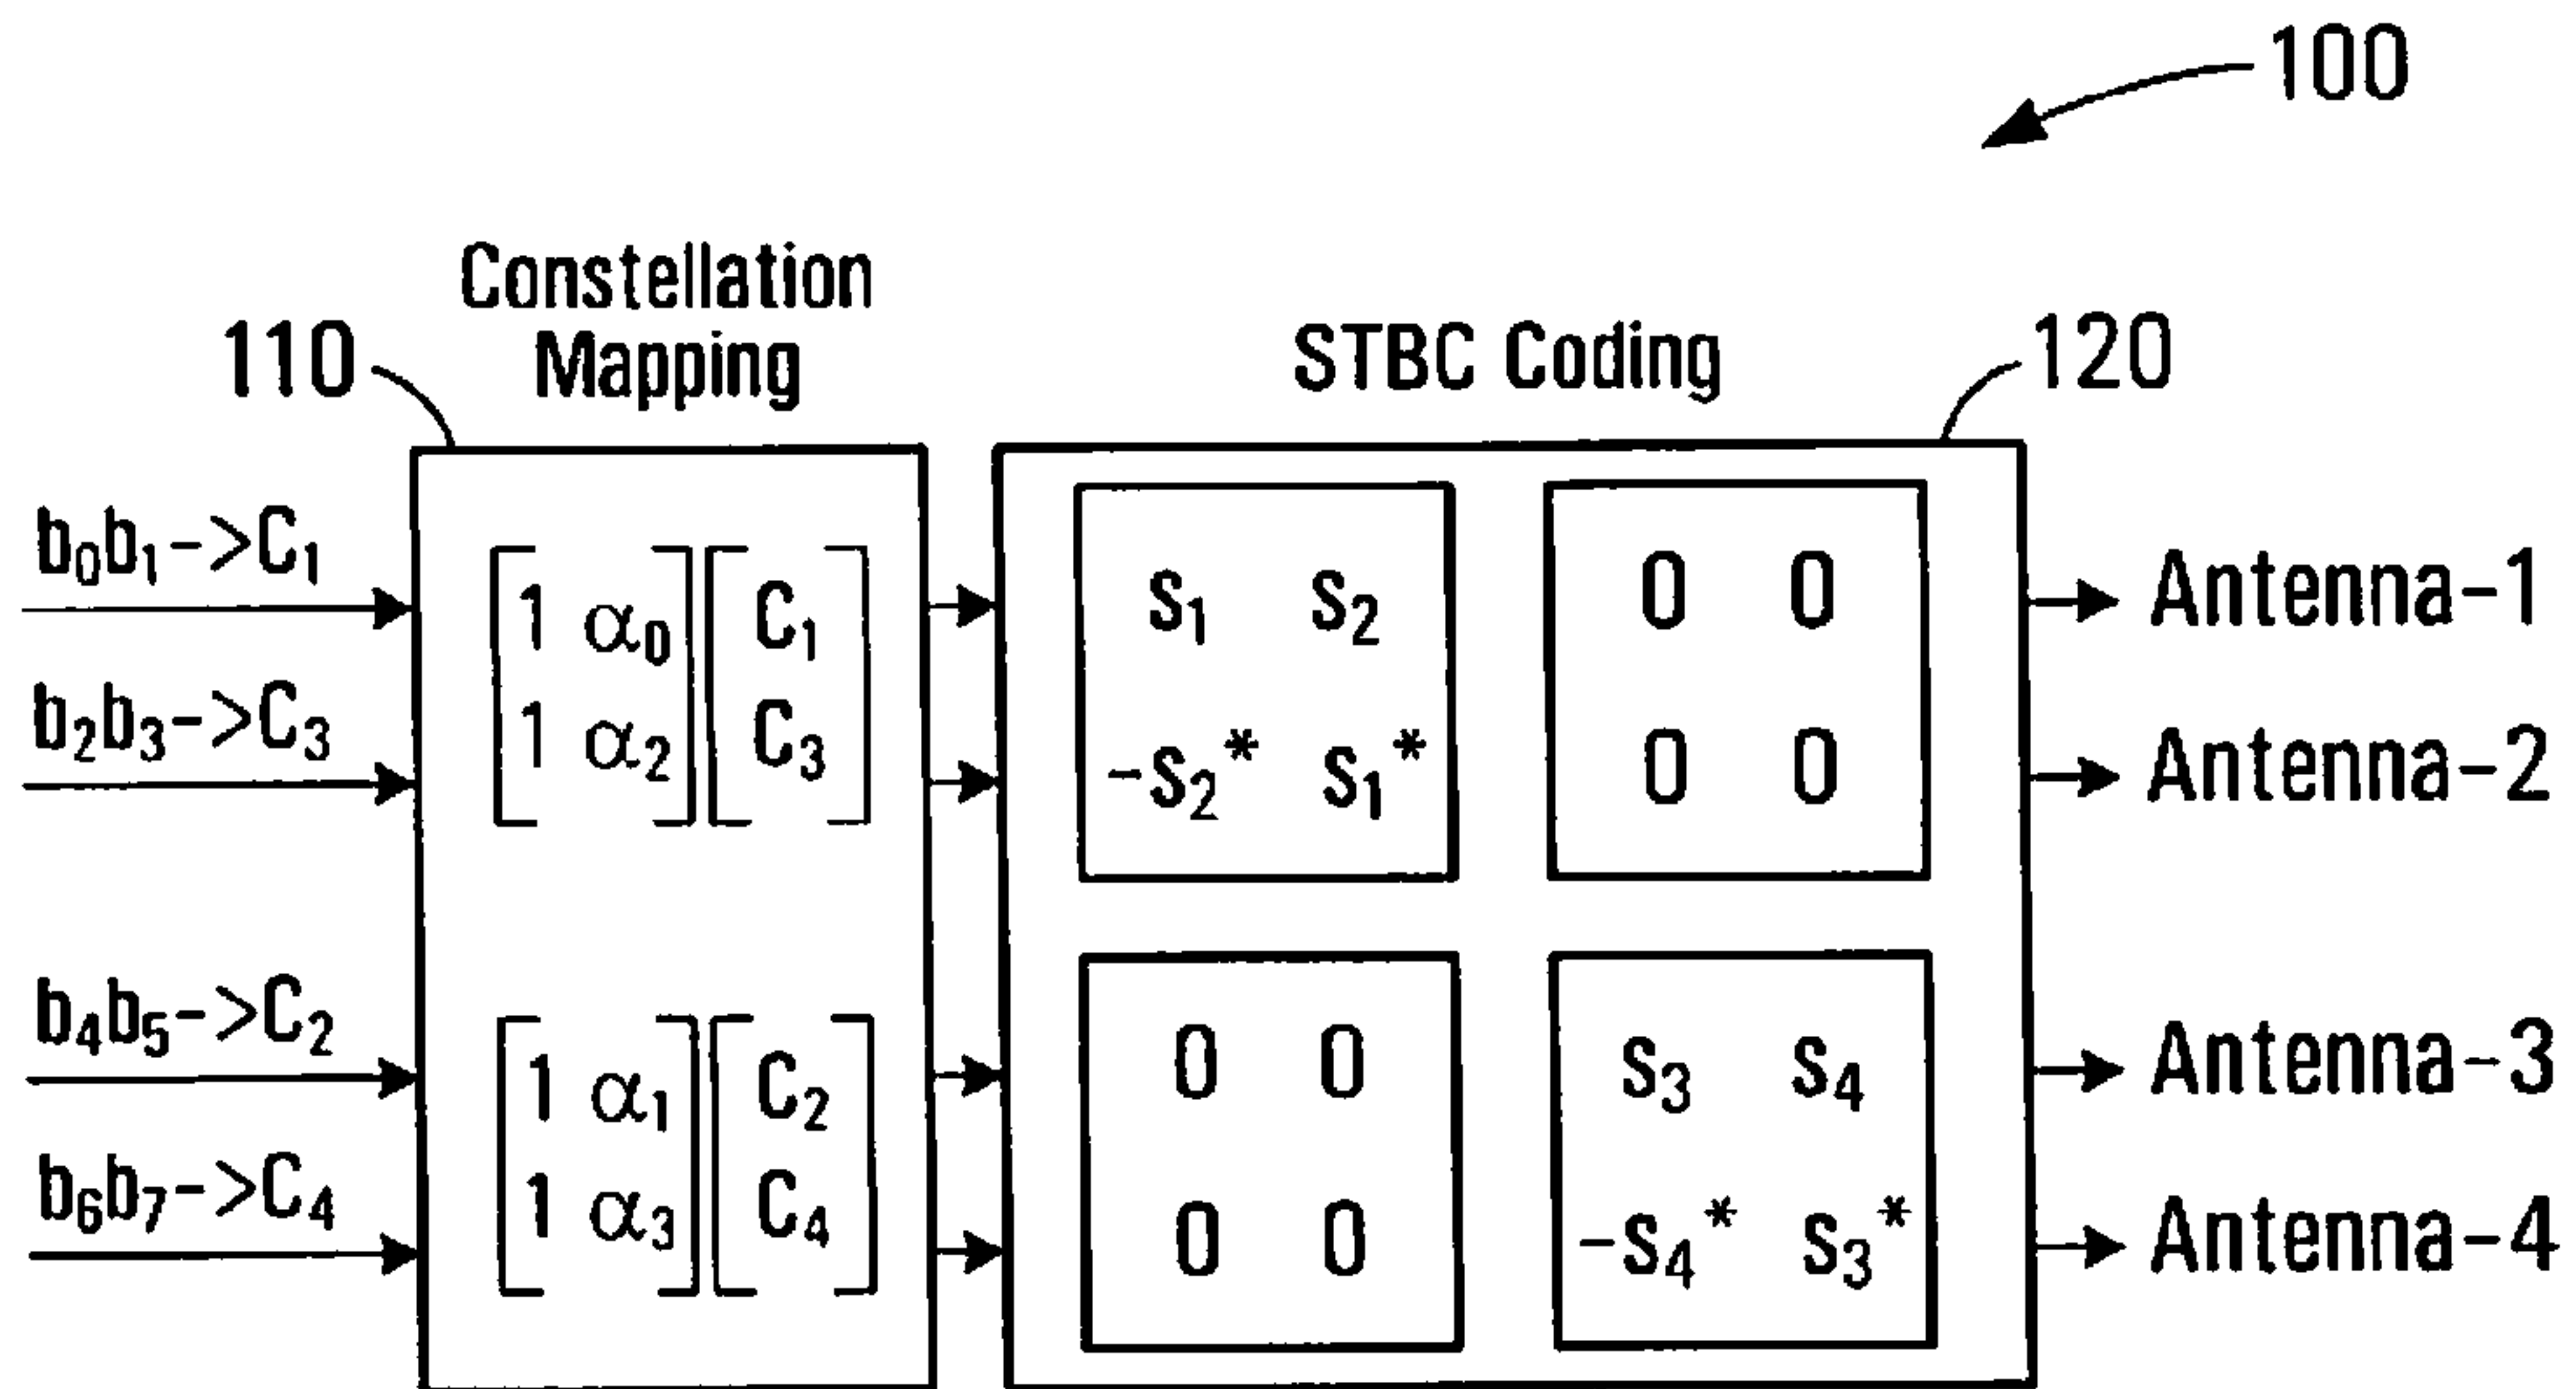 100
Constellation
Mapping
110
STBC Coding
120
b₀b₁->C₁
b₂b₃->C₃
b₄b₅->C₂
b₆b₇->C₄
1 α₀ C₁
1 α₂ C₃
1 α₁ C₂
1 α₃ C₄
s₁ s₂ 0 0
-s₂* s₁* 0 0
0 0 s₃ s₄
0 0 -s₄* s₃*
Antenna-1
Antenna-2
Antenna-3
Antenna-4